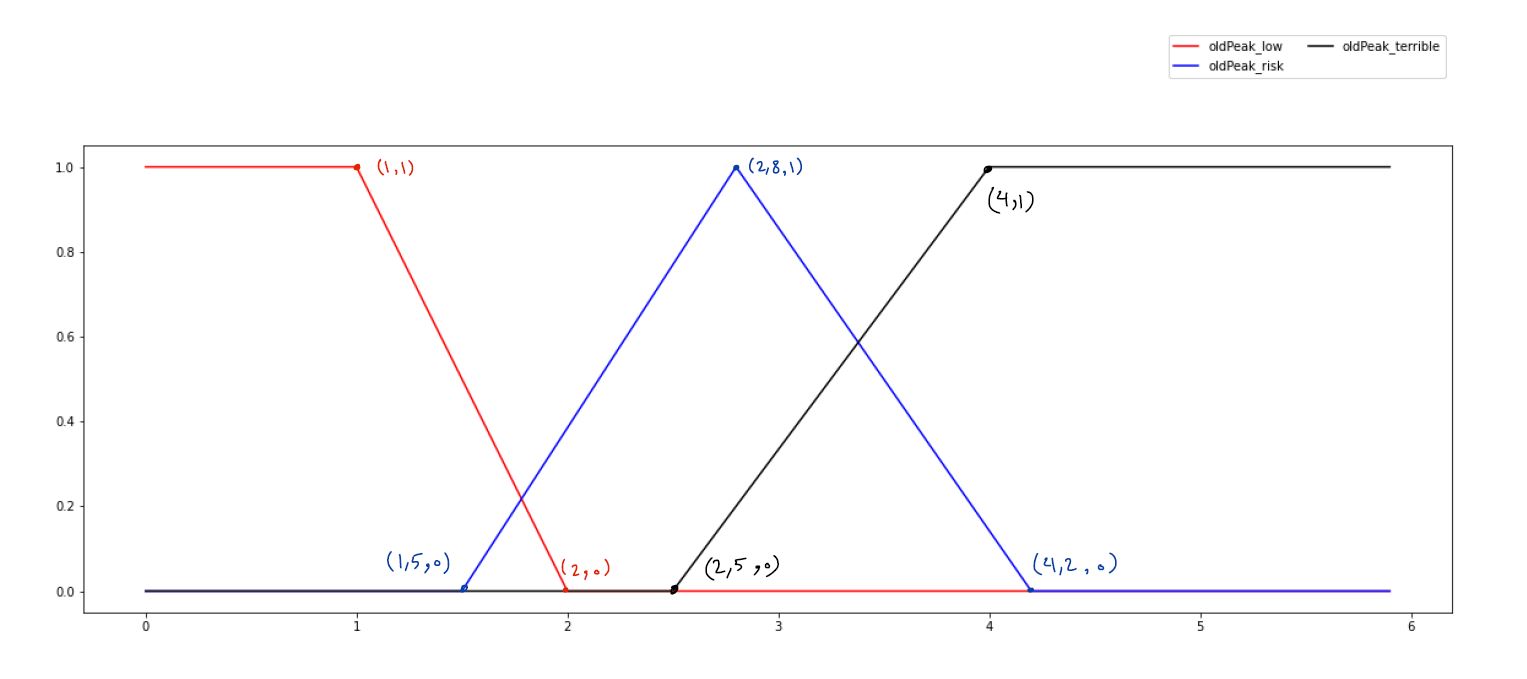 oldPeak_low oldPeak_terrible
oldPeak_risk
1.0 (1,1) (2,8,1)
(4,1)
0.8
0.6
0.4
0.2
(1,5,0) (2,0) (2,5,0) (4,2,0)
0.0
0 1 2 3 4 5 6